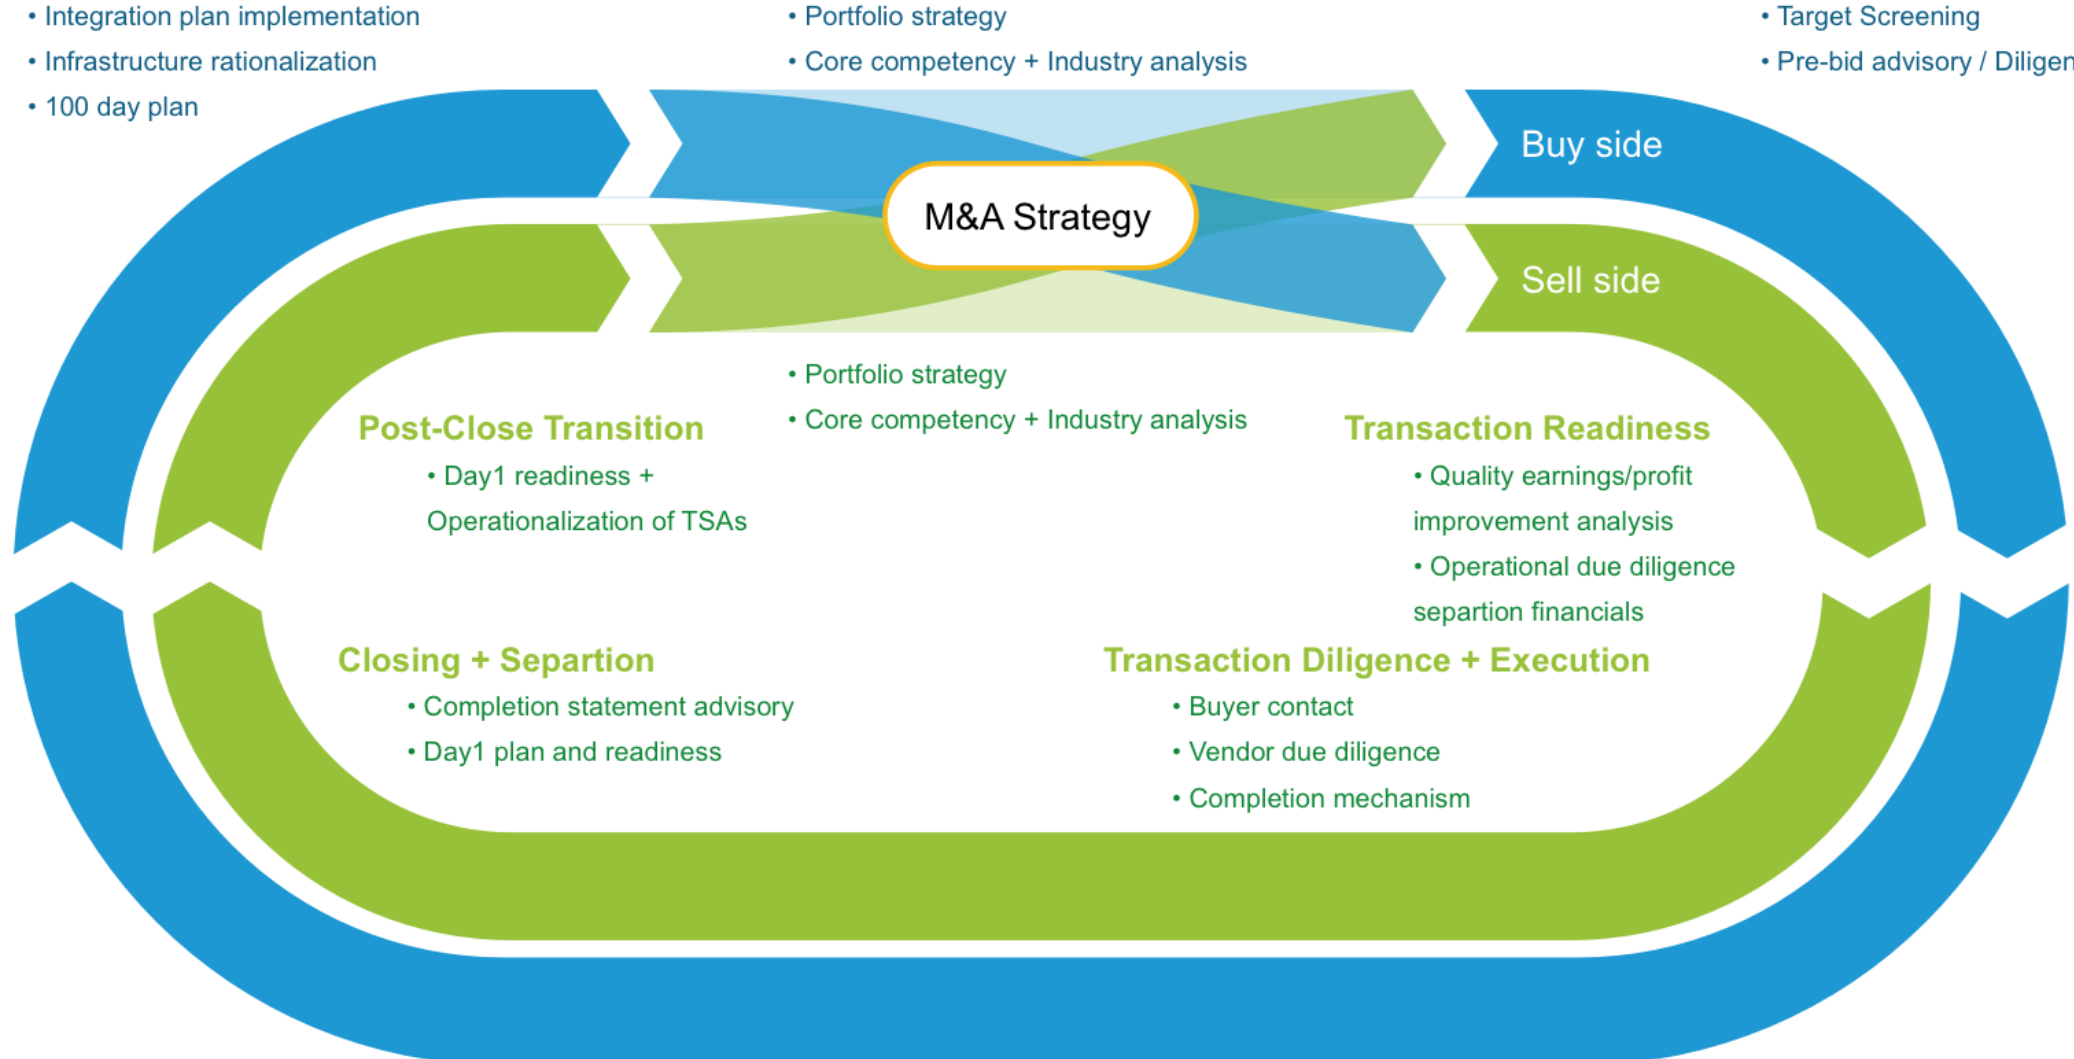 • Integration plan implementation
• Infrastructure rationalization
• 100 day plan
• Portfolio strategy
• Core competency + Industry analysis
• Target Screening
• Pre-bid advisory / Diligen
Buy side
M&A Strategy
Sell side
• Portfolio strategy
• Core competency + Industry analysis
Post-Close Transition
• Day1 readiness +
Operationalization of TSAs
Transaction Readiness
• Quality earnings/profit
improvement analysis
• Operational due diligence
separtion financials
Closing + Separtion
• Completion statement advisory
• Day1 plan and readiness
Transaction Diligence + Execution
• Buyer contact
• Vendor due diligence
• Completion mechanism